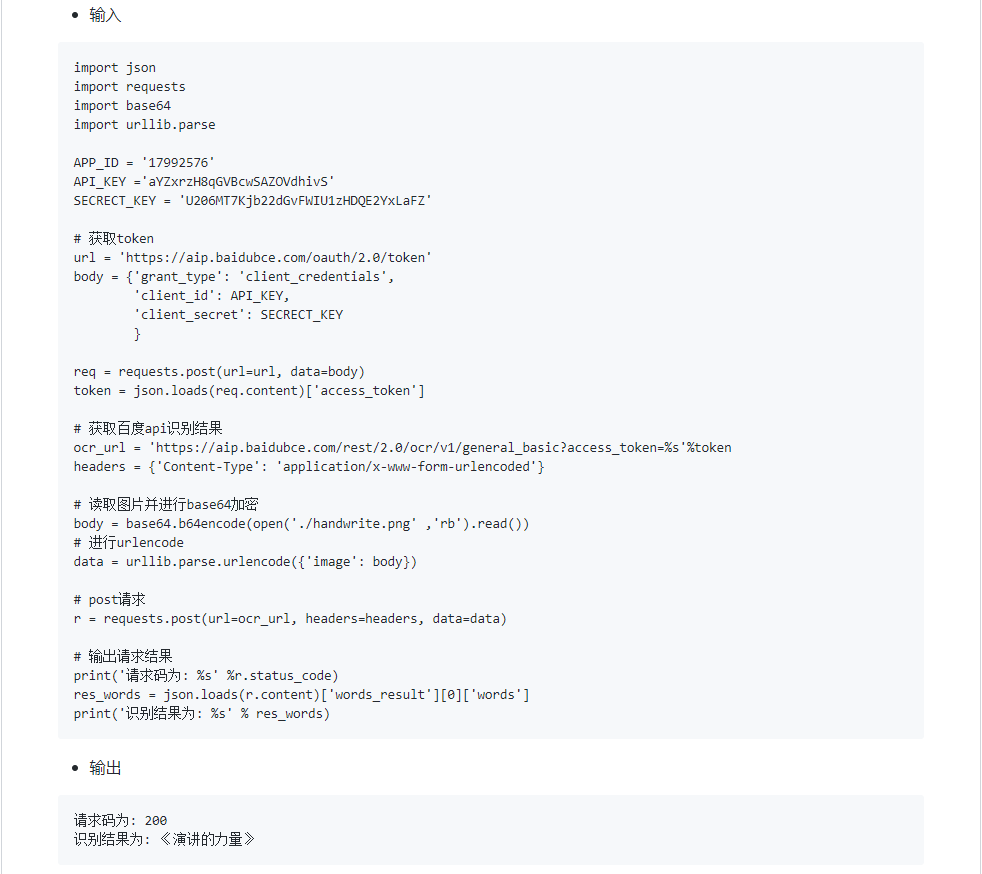 输入
import json
import requests
import base64
import urllib.parse
APP_ID = '17992576'
API_KEY ='aYZxrzH8qGVBcwSAZOVdhivS'
SECRECT_KEY = 'U206MT7Kjb22dGvFWIU1zHDQE2YxLaFZ'
# 获取token
url = 'https://aip.baidubce.com/oauth/2.0/token'
body = {'grant_type': 'client_credentials',
        'client_id': API_KEY,
        'client_secret': SECRECT_KEY
        }
req = requests.post(url=url, data=body)
token = json.loads(req.content)['access_token']
# 获取百度api识别结果
ocr_url = 'https://aip.baidubce.com/rest/2.0/ocr/v1/general_basic?access_token=%s'%token
headers = {'Content-Type': 'application/x-www-form-urlencoded'}
# 读取图片并进行base64加密
body = base64.b64encode(open('./handwrite.png' ,'rb').read())
# 进行urlencode
data = urllib.parse.urlencode({'image': body})
# post请求
r = requests.post(url=ocr_url, headers=headers, data=data)
# 输出请求结果
print('请求码为: %s' %r.status_code)
res_words = json.loads(r.content)['words_result'][0]['words']
print('识别结果为: %s' % res_words)
输出
请求码为: 200
识别结果为: 《演讲的力量》